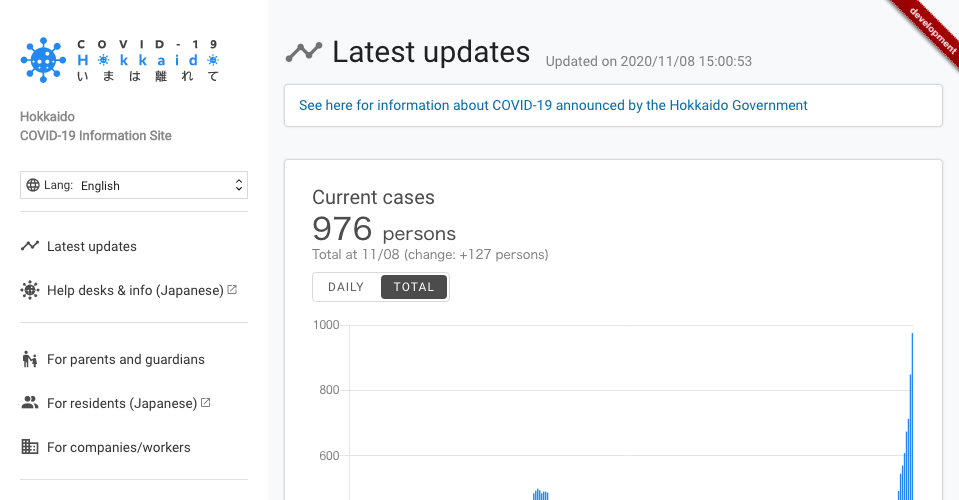 COVID-19
Hokkaido
いまは離れて
Hokkaido
COVID-19 Information Site
Lang: English
Latest updates
Help desks & info (Japanese)
For parents and guardians
For residents (Japanese)
For companies/workers
development
Latest updates Updated on 2020/11/08 15:00:53
See here for information about COVID-19 announced by the Hokkaido Government
Current cases
976 persons
Total at 11/08 (change: +127 persons)
DAILY TOTAL
1000
800
600